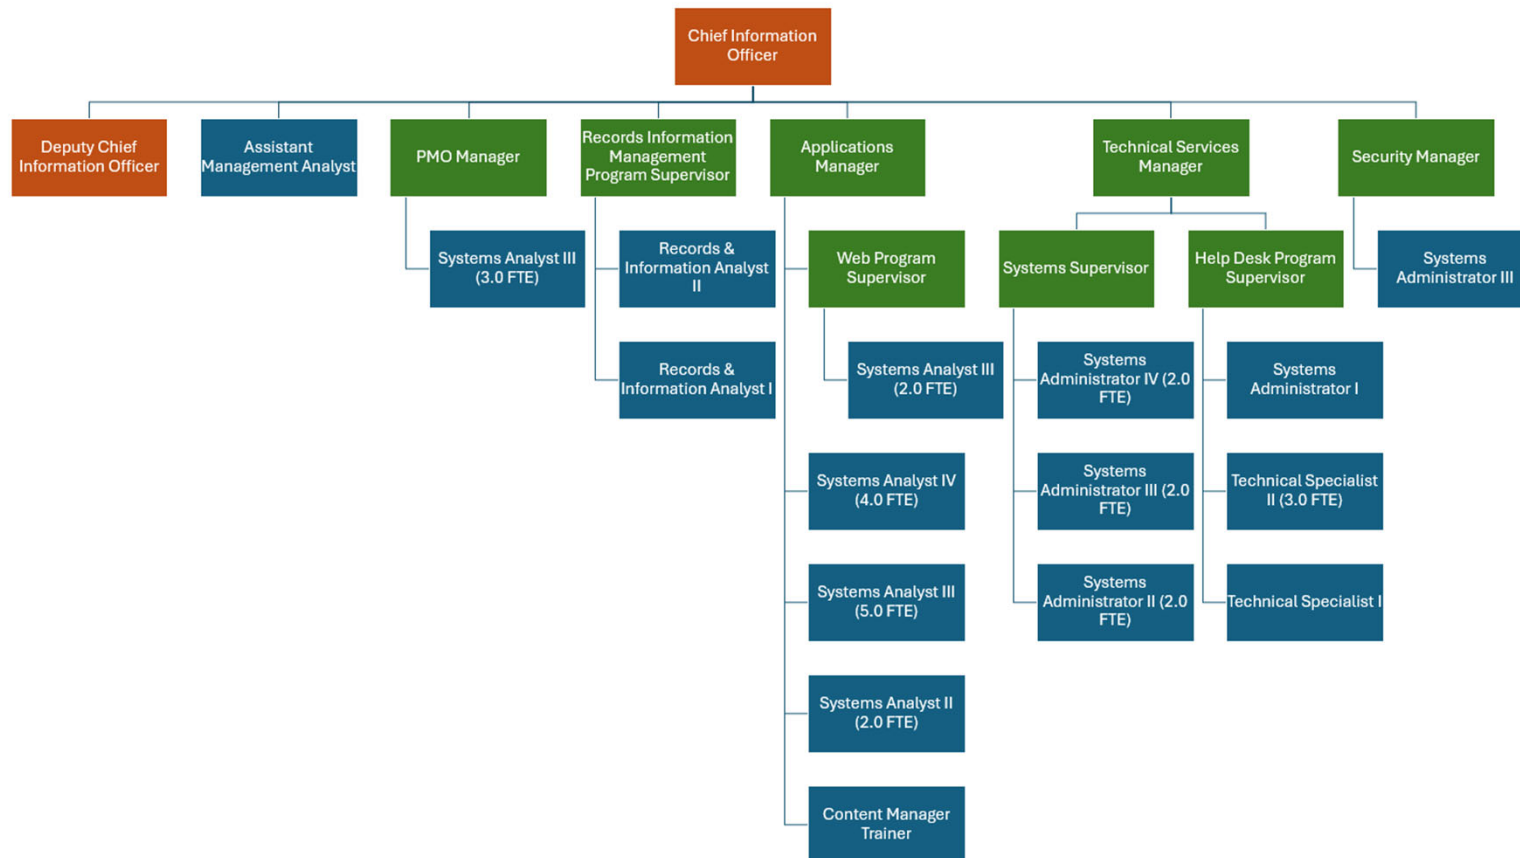 Chief Information
Officer
Deputy Chief
Information Officer
Assistant
Management Analyst
PMO Manager
Records Information
Management
Program Supervisor
Applications
Manager
Technical Services
Manager
Security Manager
Systems Analyst III
(3.0 FTE)
Records &
Information Analyst
II
Web Program
Supervisor
Systems Supervisor
Help Desk Program
Supervisor
Systems
Administrator III
Records &
Information Analyst I
Systems Analyst III
(2.0 FTE)
Systems
Administrator IV (2.0
FTE)
Systems
Administrator I
Systems Analyst IV
(4.0 FTE)
Systems
Administrator III (2.0
FTE)
Technical Specialist
II (3.0 FTE)
Systems Analyst III
(5.0 FTE)
Systems
Administrator II (2.0
FTE)
Technical Specialist I
Systems Analyst II
(2.0 FTE)
Content Manager
Trainer